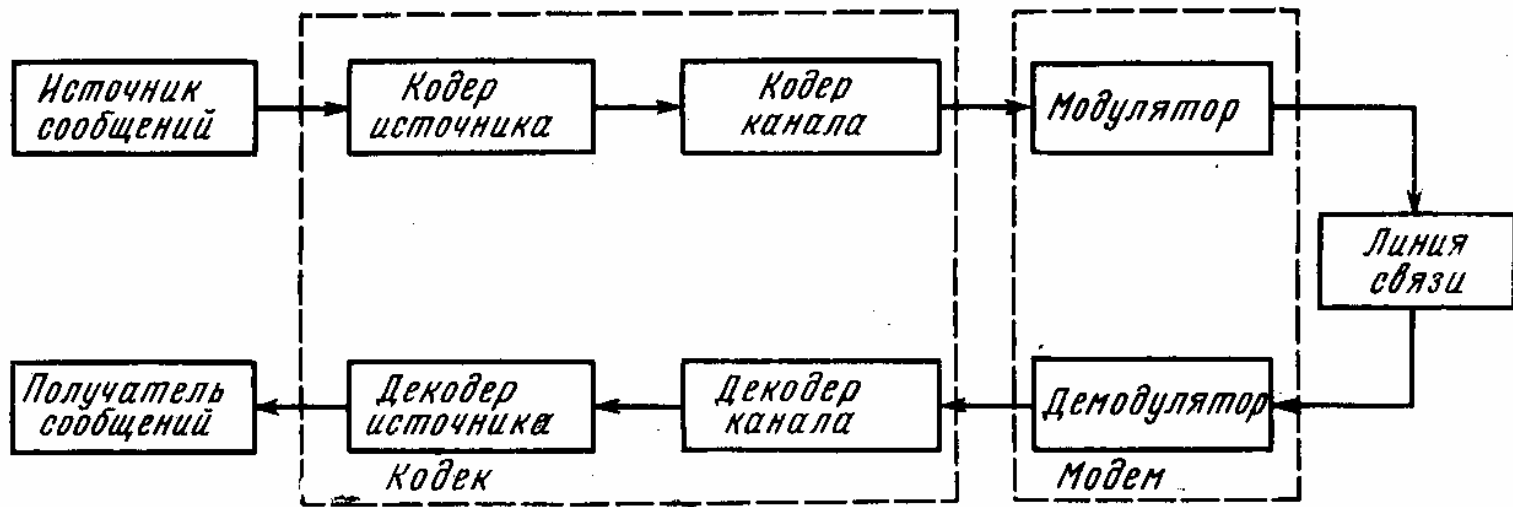 Источник
сообщений
Кодер
источника
Кодер
канала
Модулятор
Линия
связи
Получатель
сообщений
Декодер
источника
Декодер
канала
Демодулятор
Кодек
Модем